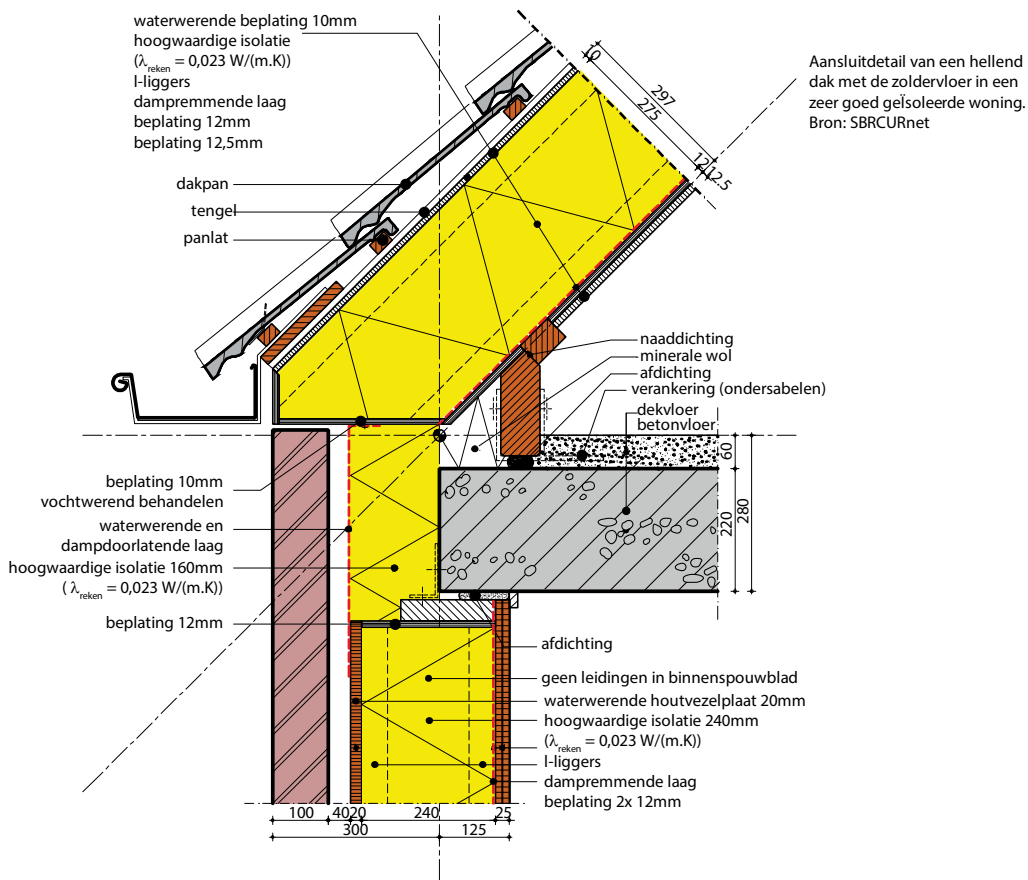 waterwerende beplating 10mm
hoogwaardige isolatie
(λreken = 0,023 W/(m.K))
I-liggers
dampremmende laag
beplating 12mm
beplating 12,5mm
dakpan
tengel
panlat
10
297
275
12
12.5
Aansluitdetail van een hellend
dak met de zoldervloer in een
zeer goed geÏsoleerde woning.
Bron: SBRCURnet
naaddichting
minerale wol
afdichting
verankering (ondersabelen)
dekvloer
betonvloer
60
220
280
beplating 10mm
vochtwerend behandelen
waterwerende en
dampdoorlatende laag
hoogwaardige isolatie 160mm
( λreken = 0,023 W/(m.K))
beplating 12mm
afdichting
geen leidingen in binnenspouwblad
waterwerende houtvezelplaat 20mm
hoogwaardige isolatie 240mm
(λreken = 0,023 W/(m.K))
I-liggers
dampremmende laag
beplating 2x 12mm
100 40 20 240 25
300 125